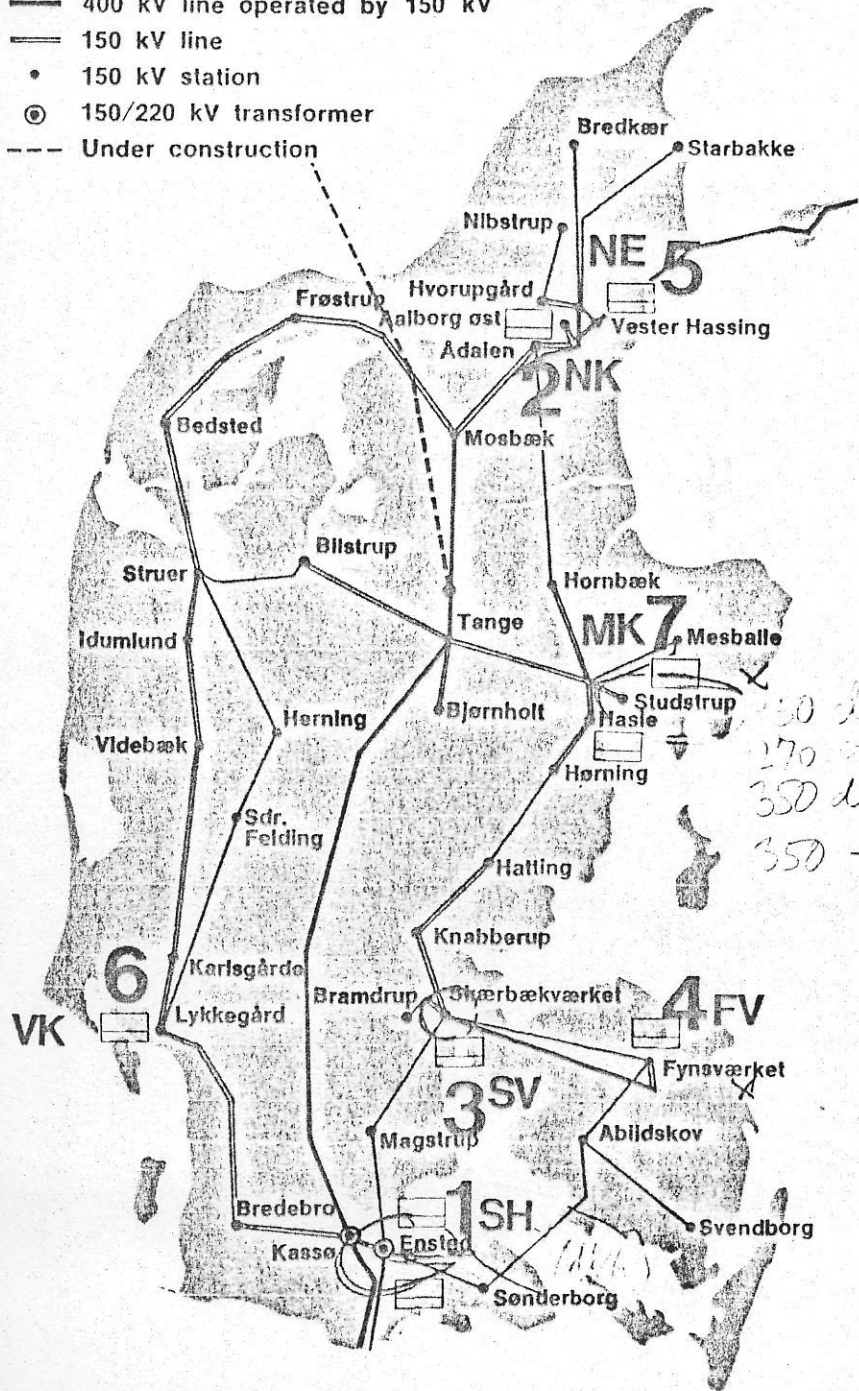 400 kV line operated by 150 kV
150 kV line
150 kV station
150/220 kV transformer
Under construction
Bredkær
Starbakke
Nibstrup
NE 5
Hvorupgård
Frøstrup
Aalborg øst
Vester Hassing
Ådalen
2 NK
Bedsted
Mosbæk
Bilstrup
Struer
Hornbæk
Tange
MK 7
Mesballe
Idumlund
Studstrup
Herning
Bjørnholt
Hasle
Videbæk
270
Hørning
350
Sdr.
Felding
350
Hatting
Knabberup
6
Karlsgårde
Bramdrup
Skærbækværket
4 FV
VK
Lykkegård
Fynsværket
3 SV
Magstrup
Abildskov
Bredebro
1 SH
Svendborg
Kassø
Ensted
Sønderborg